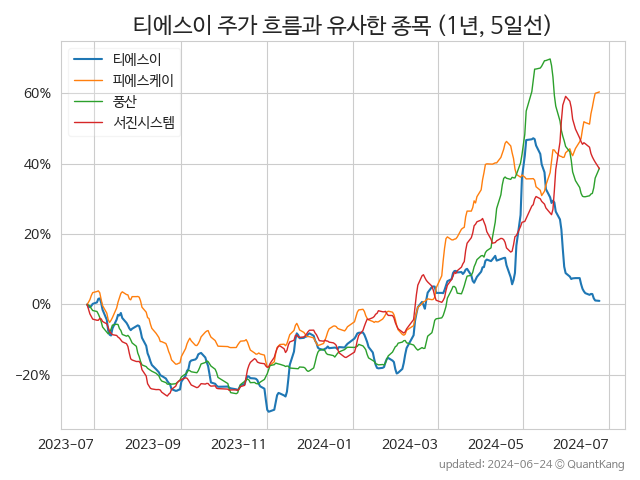 티에스이 주가 흐름과 유사한 종목 (1년, 5일선)
티에스이
피에스케이
풍산
서진시스템
60%
40%
20%
0%
−20%
2023-07 2023-09 2023-11 2024-01 2024-03 2024-05 2024-07
updated: 2024-06-24 © QuantKang